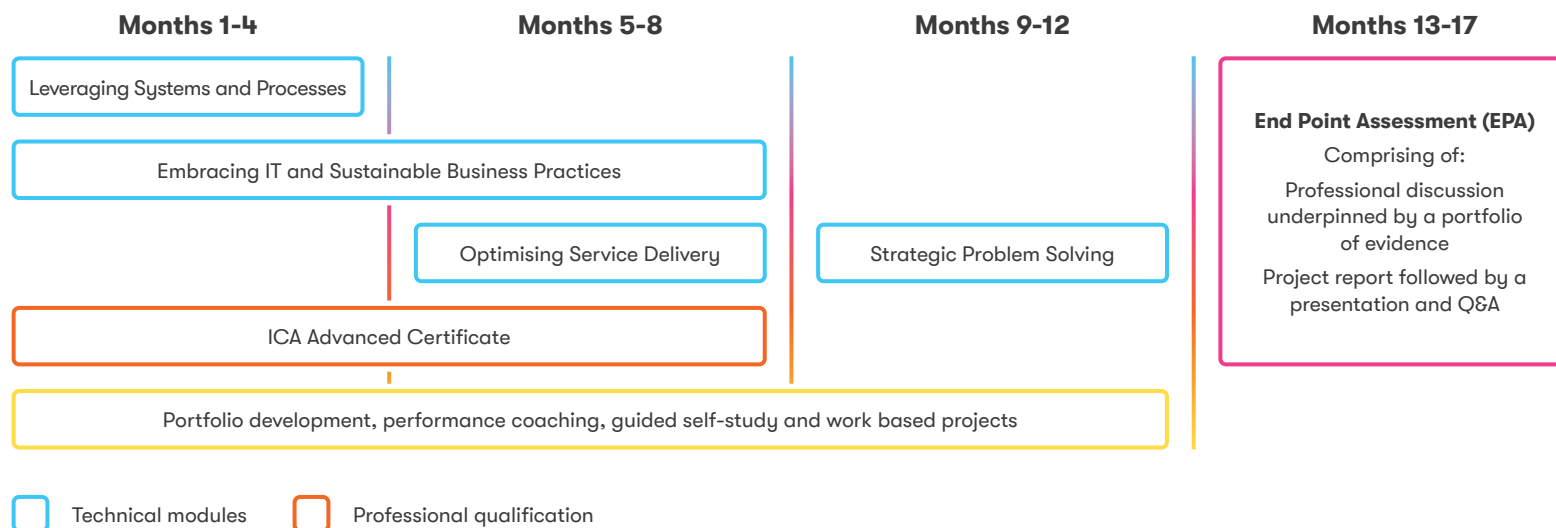 Months 1-4
Months 5-8
Months 9-12
Months 13-17
Leveraging Systems and Processes
Embracing IT and Sustainable Business Practices
Optimising Service Delivery
Strategic Problem Solving
ICA Advanced Certificate
Portfolio development, performance coaching, guided self-study and work based projects
End Point Assessment (EPA)
Comprising of:
Professional discussion
underpinned by a portfolio
of evidence
Project report followed by a
presentation and Q&A
Technical modules
Professional qualification